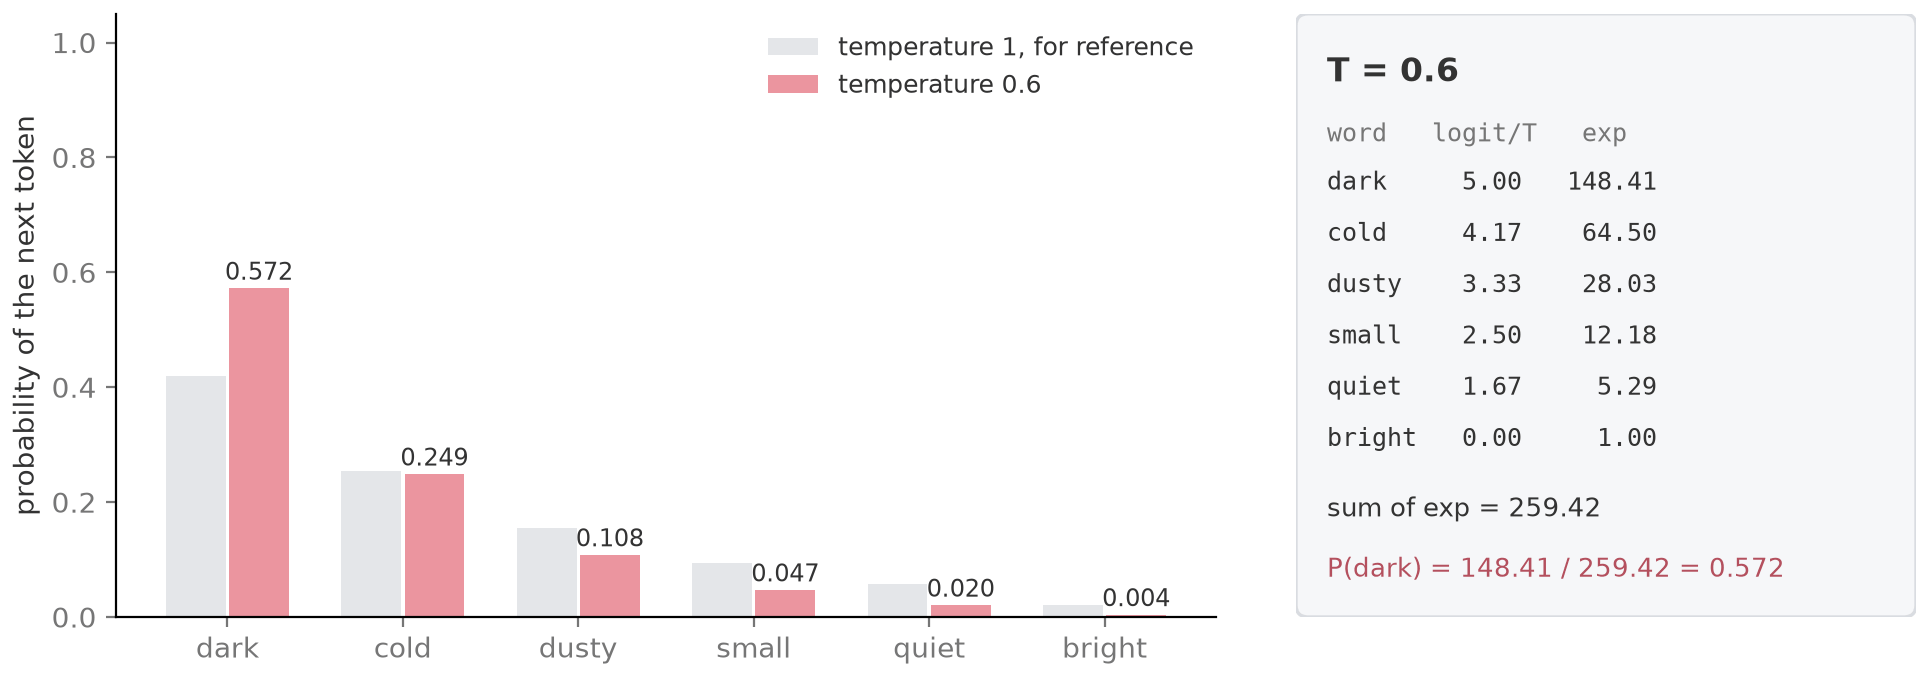 probability of the next token
1.0
0.8
0.6
0.4
0.2
0.0
temperature 1, for reference
temperature 0.6
0.572
0.249
0.108
0.047
0.020
0.004
dark cold dusty small quiet bright
T = 0.6
word logit/T exp
dark 5.00 148.41
cold 4.17 64.50
dusty 3.33 28.03
small 2.50 12.18
quiet 1.67 5.29
bright 0.00 1.00
sum of exp = 259.42
P(dark) = 148.41 / 259.42 = 0.572